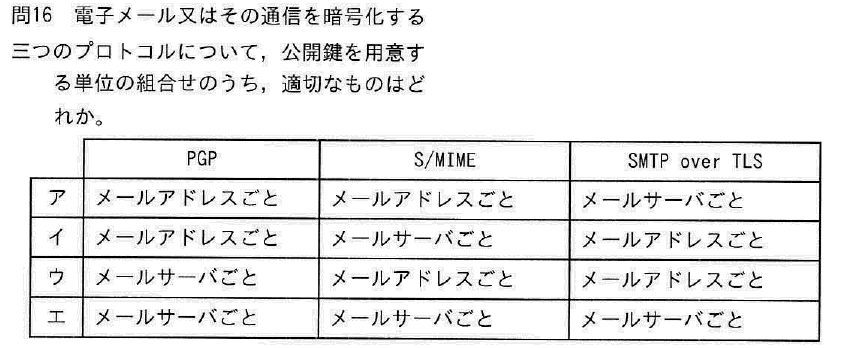 問16　電子メール又はその通信を暗号化する
三つのプロトコルについて，公開鍵を用意す
る単位の組合せのうち，適切なものはど
れか。
PGP S/MIME SMTP over TLS
ア メールアドレスごと メールアドレスごと メールサーバごと
イ メールアドレスごと メールサーバごと メールアドレスごと
ウ メールサーバごと メールアドレスごと メールアドレスごと
エ メールサーバごと メールサーバごと メールサーバごと